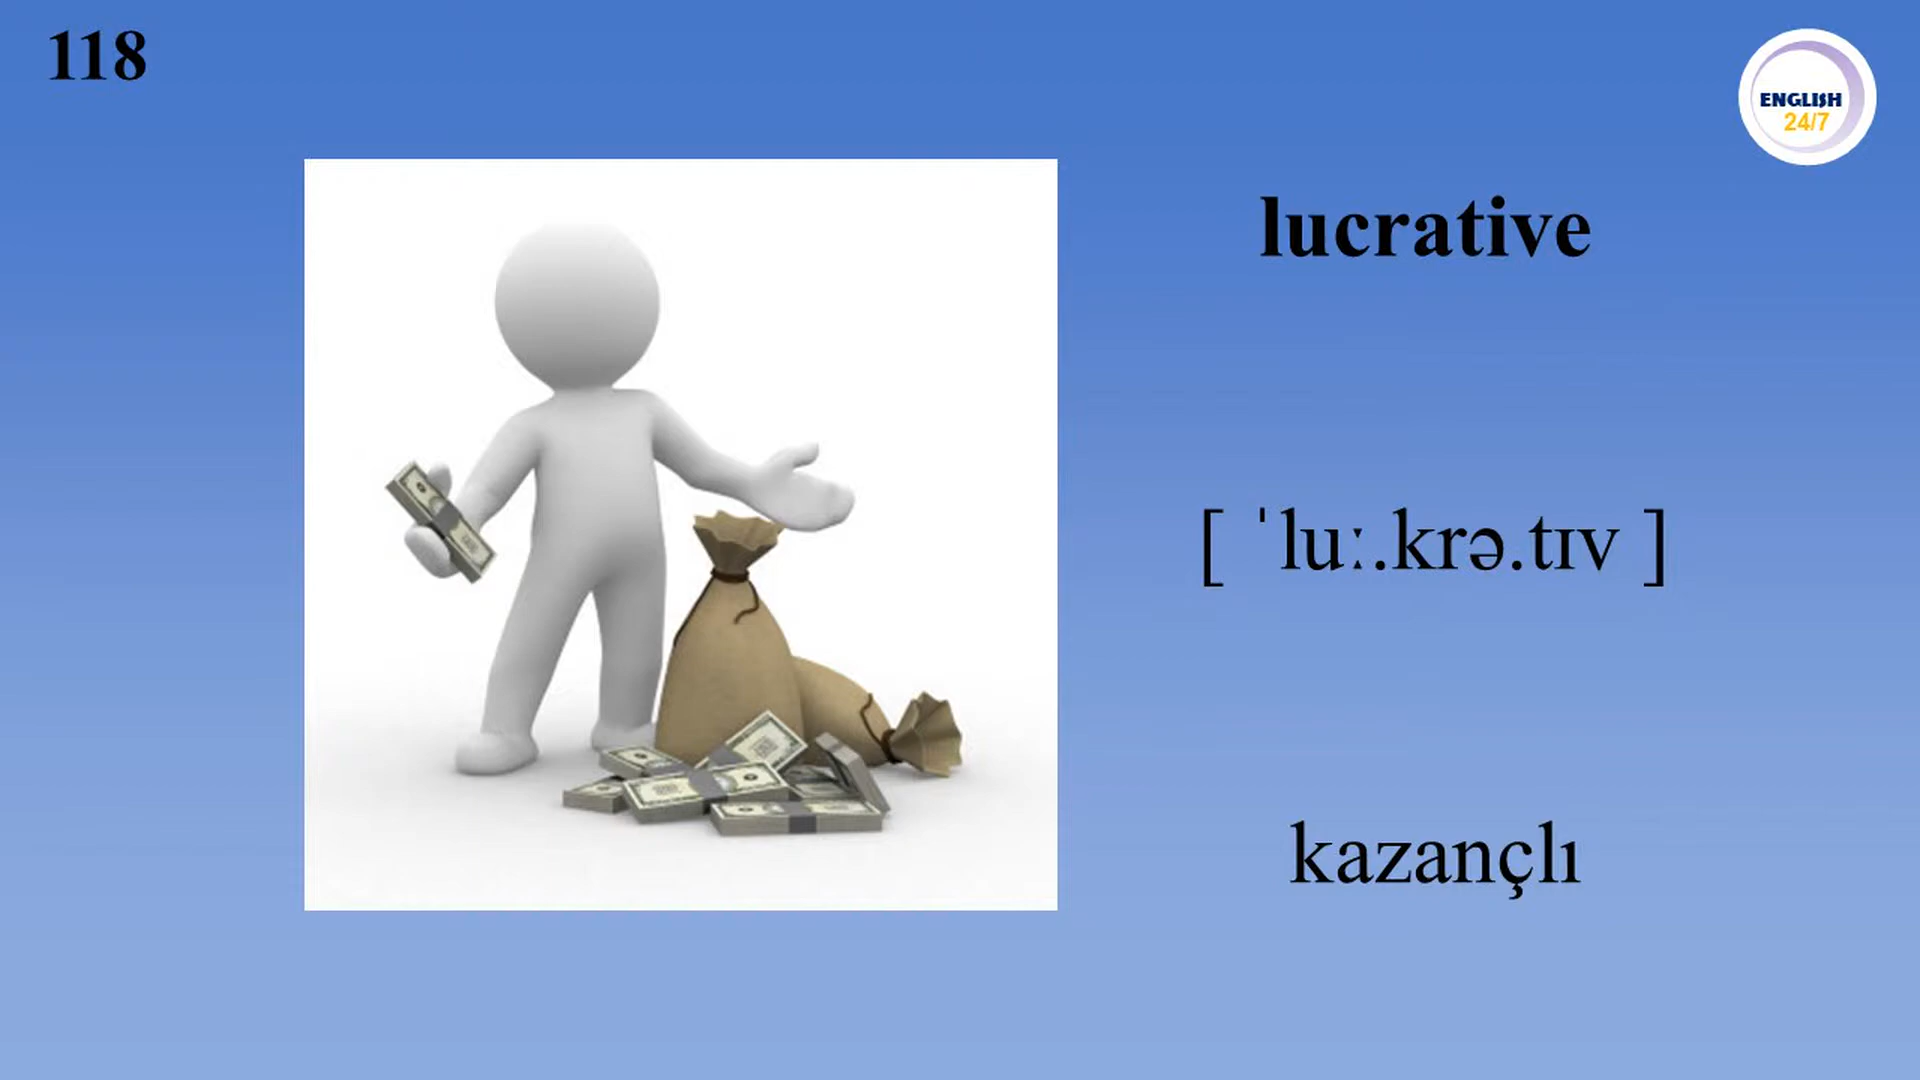 118
ENGLISH
24/7
lucrative
[ ˈluː.krə.tɪv ]
kazançlı